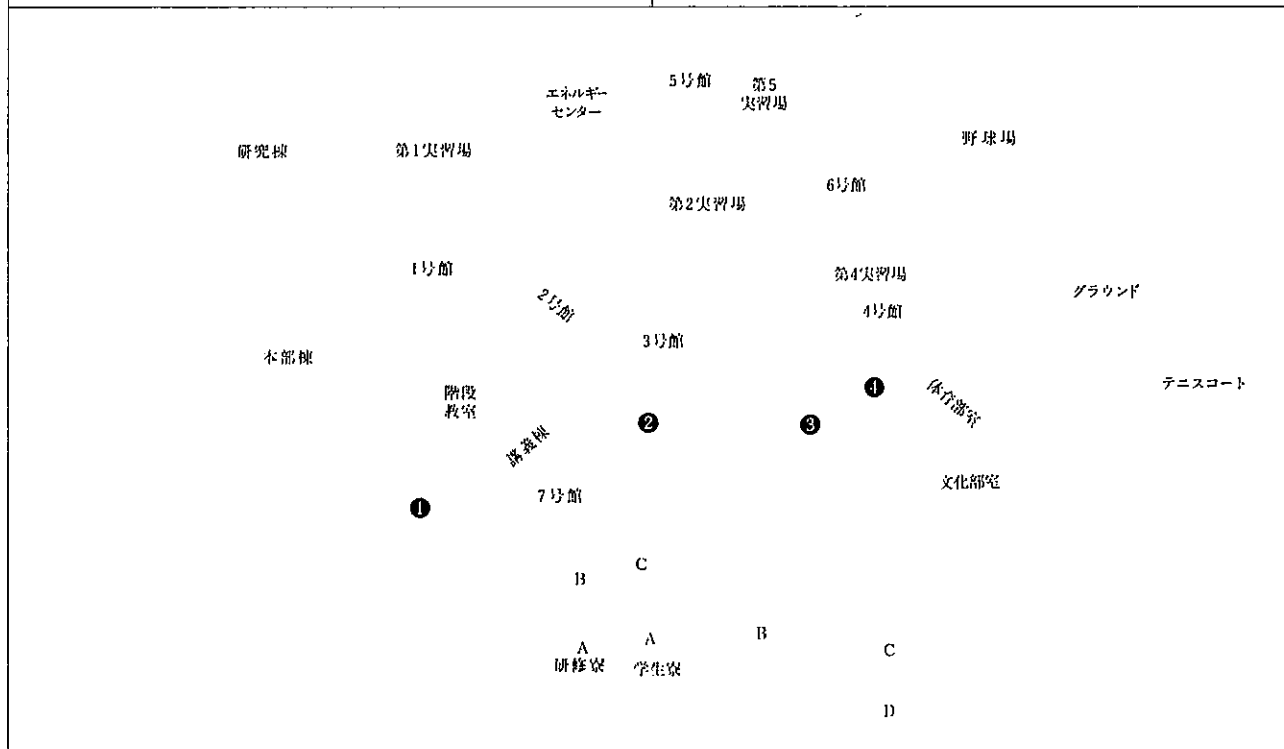 5号館
第5
実習場
エネルギー
センター
野球場
研究棟
第1実習場
6号館
第2実習場
1号館
第4実習場
グラウンド
2号館
4号館
3号館
本部棟
テニスコート
階段
教室
❹
体育部室
❷
❸
講義棟
文化部室
7号館
❶
C
B
B
A
A
C
研修寮
学生寮
D